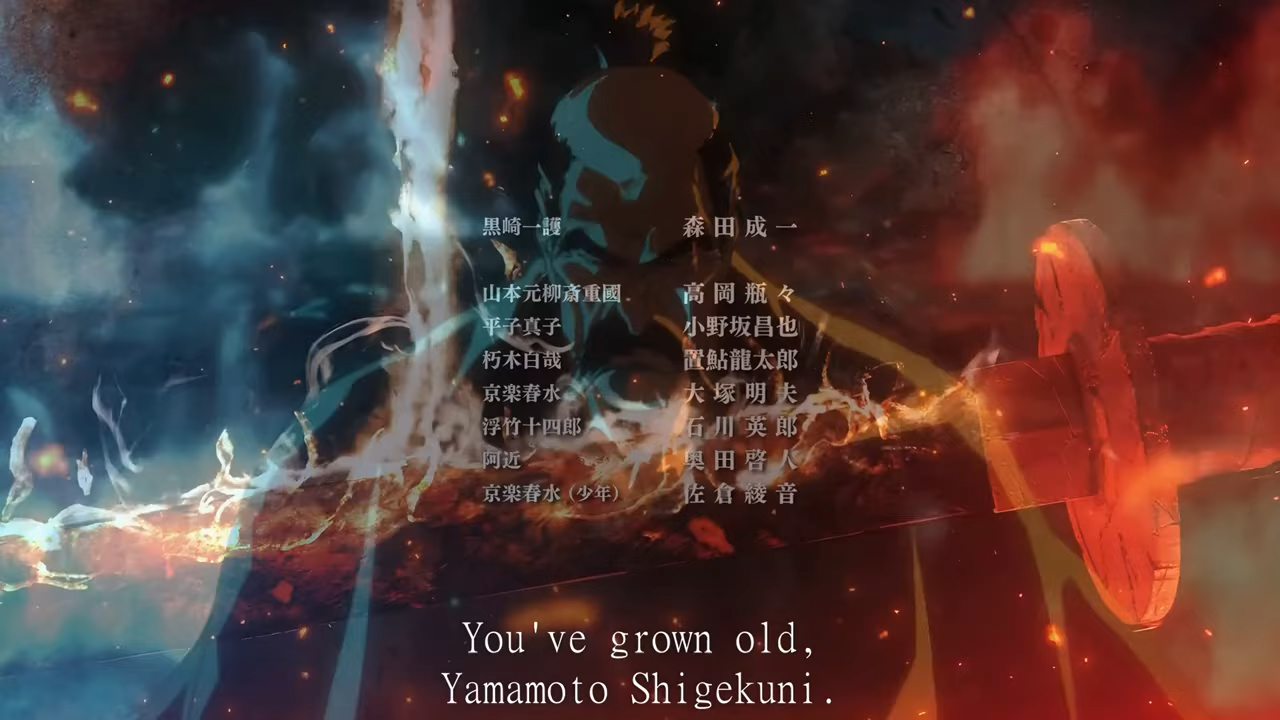 黒崎一護 森田成一
山本元柳斎重國 高岡瓶々
平子真子 小野坂昌也
朽木白哉 置鮎龍太郎
京楽春水 大塚明夫
浮竹十四郎 石川英郎
阿近 奥田啓人
京楽春水（少年） 佐倉綾音
You've grown old,
Yamamoto Shigekuni.